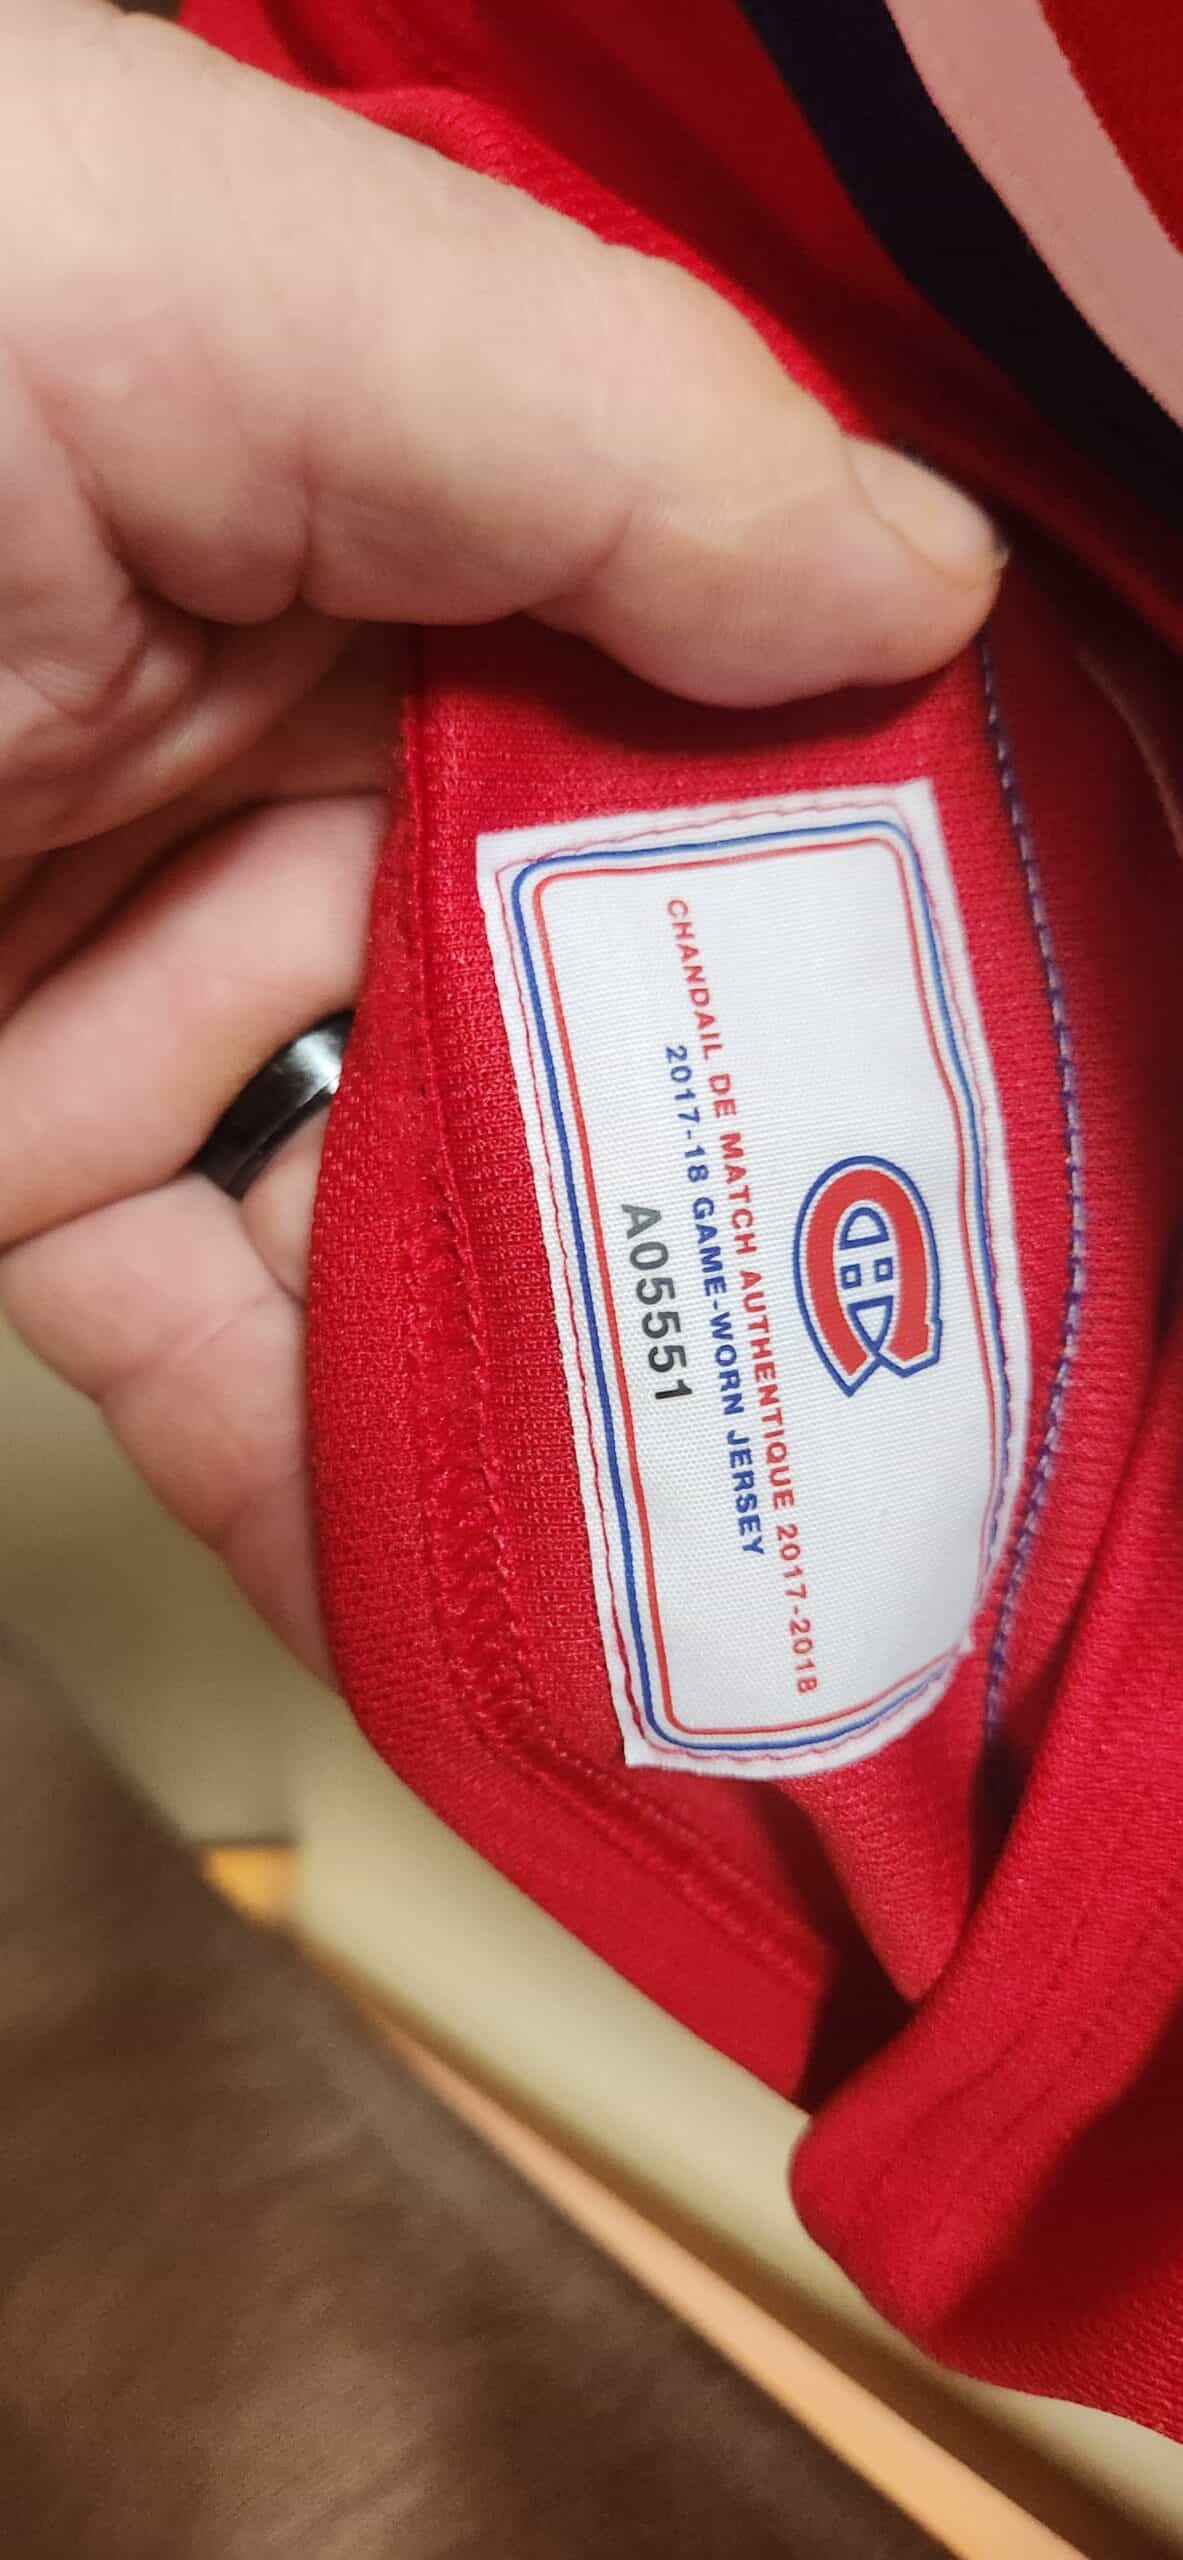 CHANDAIL DE MATCH AUTHENTIQUE 2017-2018
2017-18 GAME-WORN JERSEY
A05551